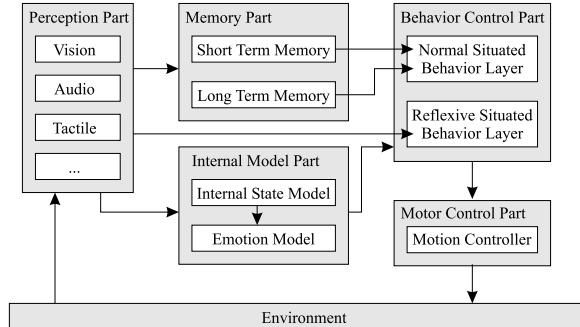 Perception Part
Vision
Audio
Tactile
...
Memory Part
Short Term Memory
Long Term Memory
Internal Model Part
Internal State Model
Emotion Model
Behavior Control Part
Normal Situated
Behavior Layer
Reflexive Situated
Behavior Layer
Motor Control Part
Motion Controller
Environment